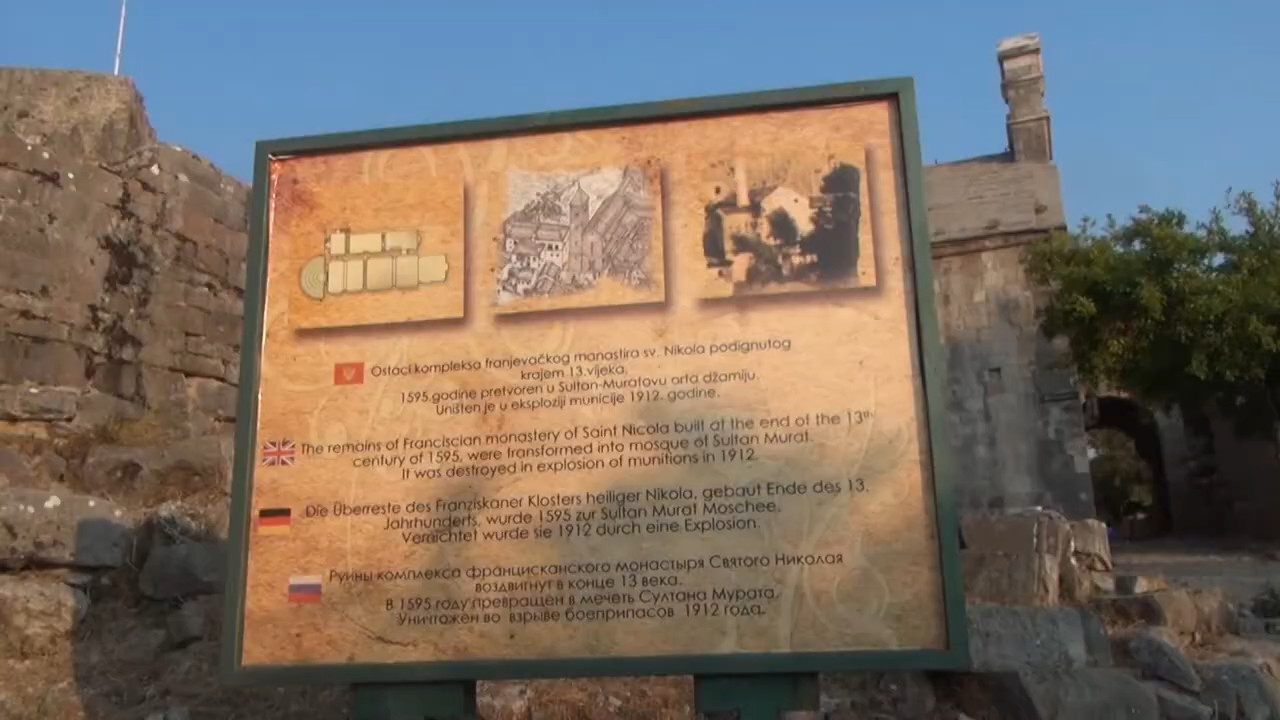 Ostaci kompleksa franjevačkog manastira sv. Nikola podignutog
krajem 13.vijeka.
1595.godine pretvoren u Sultan-Muratovu orta džamiju.
Uništen je u eksploziji municije 1912. godine.
The remains of Franciscian monastery of Saint Nicola built at the end of the 13th
century of 1595, were transformed into mosque of Sultan Murat.
It was destroyed in explosion of munitions in 1912.
Die Überreste des Franziskaner Klosters heiliger Nikola, gebaut Ende des 13.
Jahrhunderts, wurde 1595 zur Sultan Murat Moschee.
Vernichtet wurde sie 1912 durch eine Explosion.
Руины комплекса францисканского монастыря Святого Николая
воздвигнут в конце 13 века.
В 1595 году превращен в мечеть Султана Мурата.
Уничтожен во взрыве боеприпасов 1912 года.